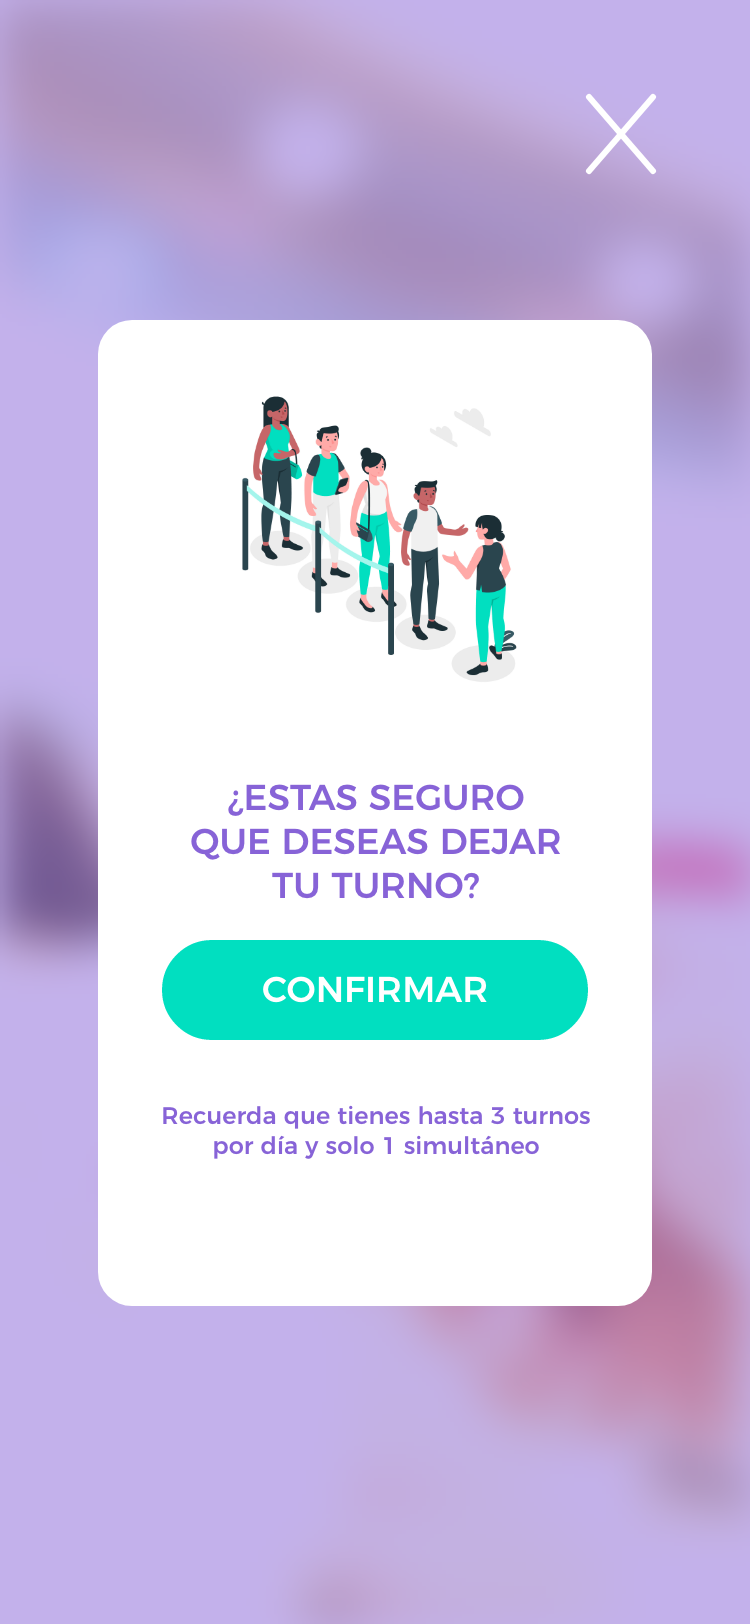 ¿ESTAS SEGURO
QUE DESEAS DEJAR
TU TURNO?
CONFIRMAR
Recuerda que tienes hasta 3 turnos
por día y solo 1 simultáneo